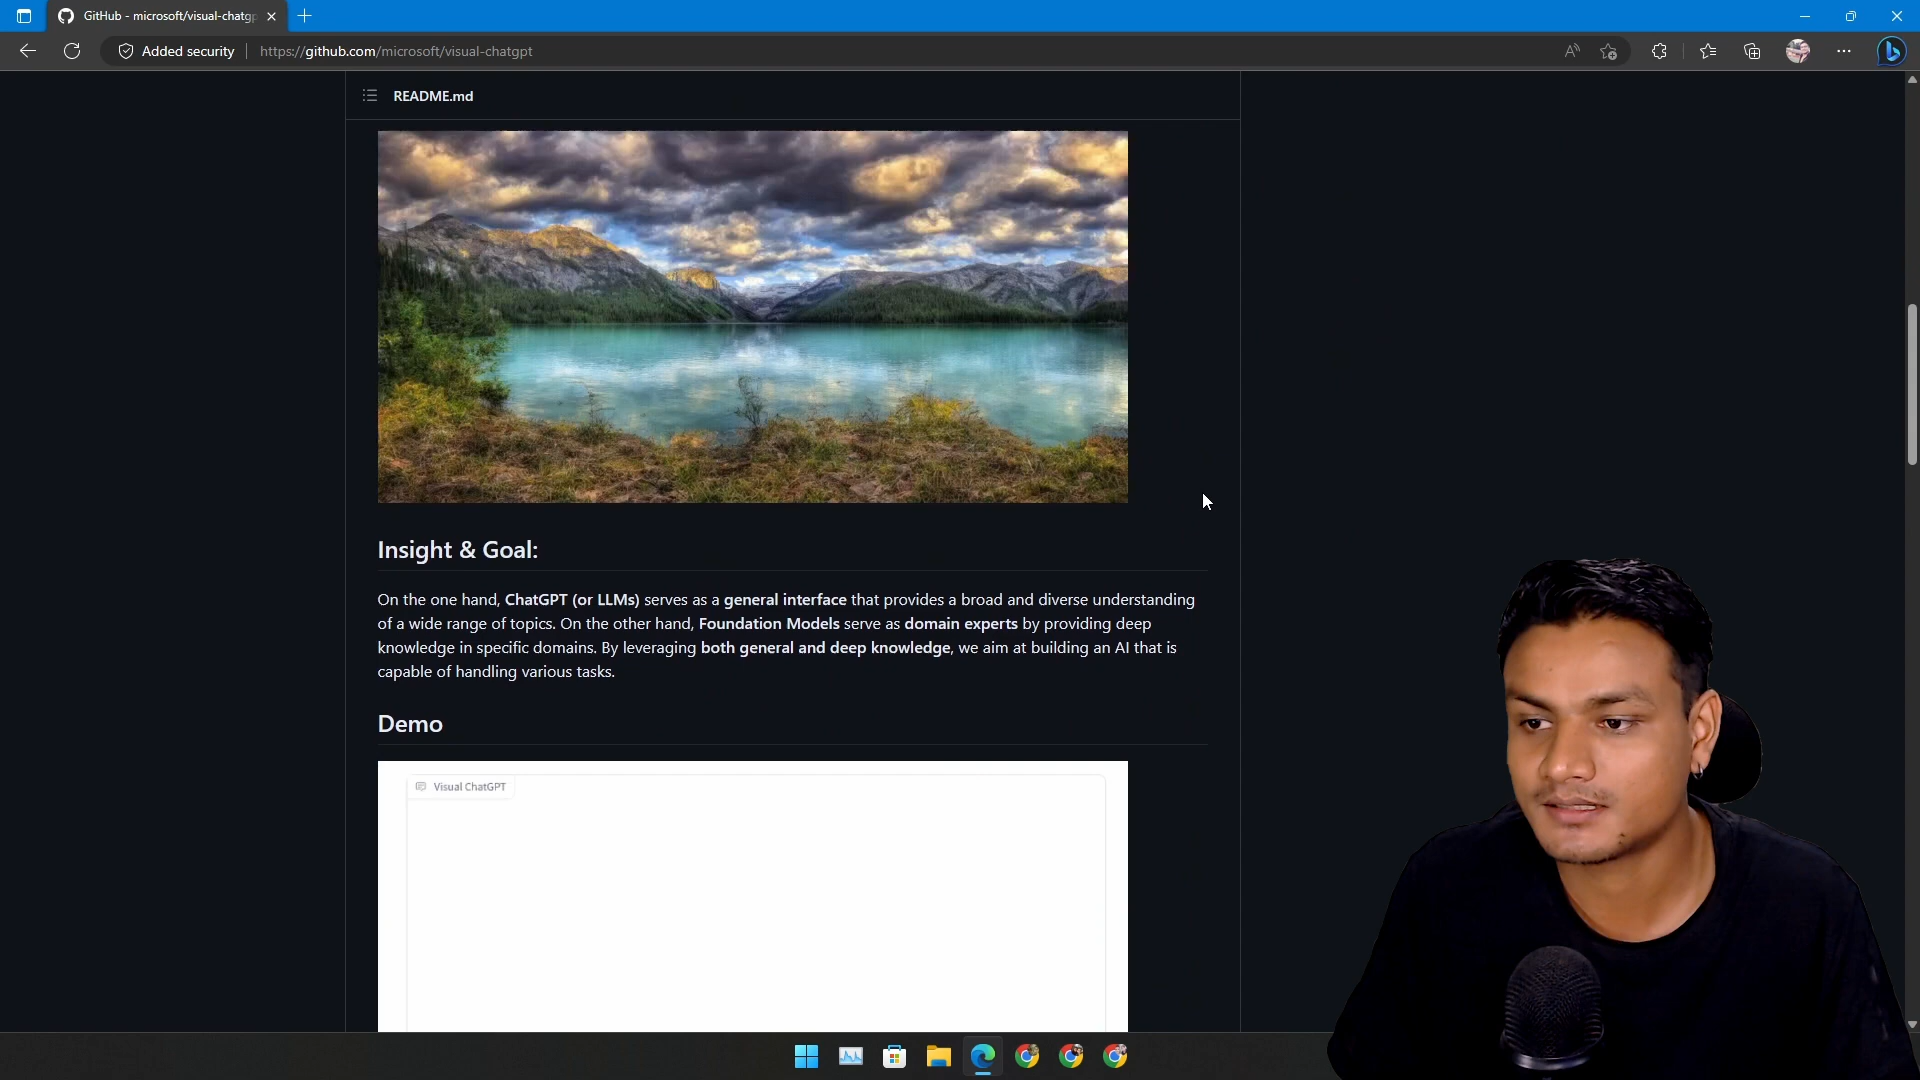 GitHub - microsoft/visual-chatgp
Added security
https://github.com/microsoft/visual-chatgpt
README.md
Insight & Goal:
On the one hand, ChatGPT (or LLMs) serves as a general interface that provides a broad and diverse understanding
of a wide range of topics. On the other hand, Foundation Models serve as domain experts by providing deep
knowledge in specific domains. By leveraging both general and deep knowledge, we aim at building an AI that is
capable of handling various tasks.
Demo
Visual ChatGPT